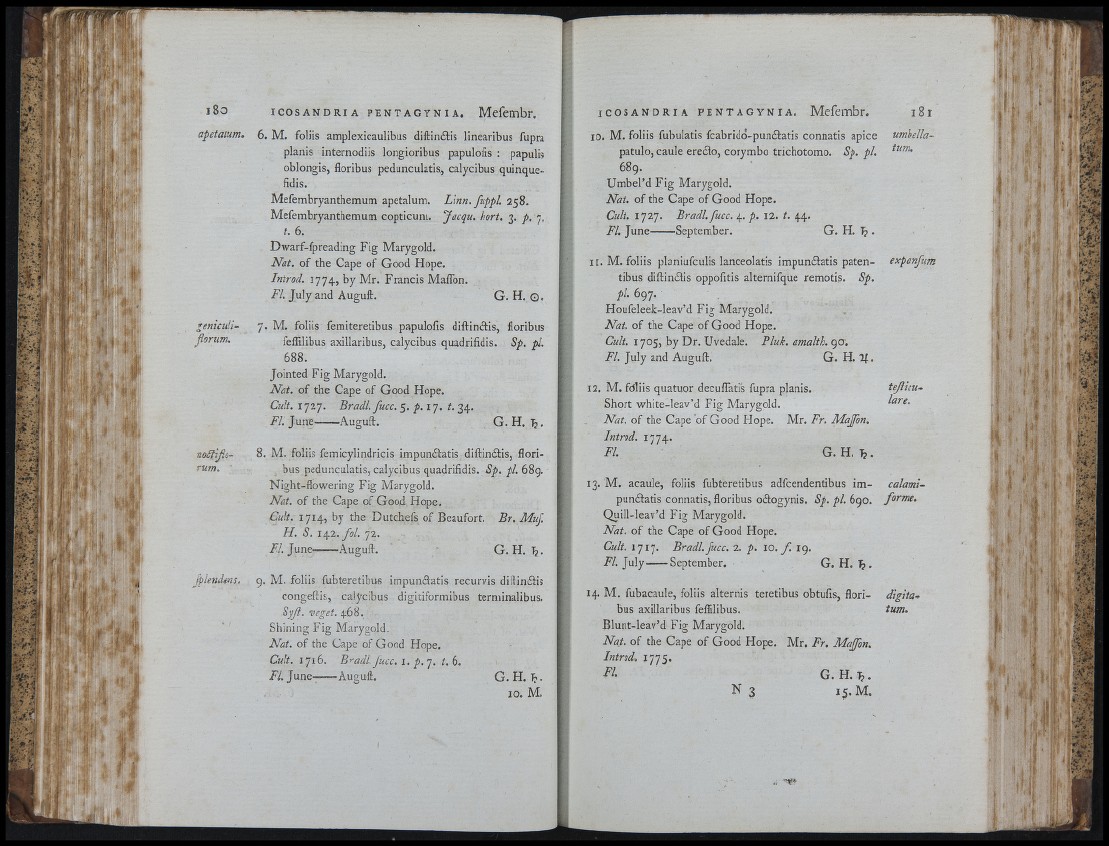 180 ICOSANDRIA PENTAGYNIA. Meſembr.
apetatum. 6. M. foliis amplexicaulibus diſtinctis linearibus ſupra
planis internodiis longioribus papuloſis : papulis
oblongis, floribus pedunculatis, calycibus quinque-
fidis.
Meſembryanthemum apetalum. Linn. ſuppl. 258.
Meſembryanthemum copticum. Jacqu. hort. 3. p. 7.
t. 6.
Dwarf-ſpreading Fig Marygold.
Nat. of the Cape of Good Hope.
Introd. 1774, by Mr. Francis Maſſon.
Fl. July and Auguſt. G. H. ☉.
geniculi- 7. M. foliis ſemiteretibus papuloſis diſtinctis, floribus
florum. ſeſſilibus axillaribus, calycibus quadrifidis. Sp. pl.
688.
Jointed Fig Marygold.
Nat. of the Cape of Good Hope.
Cult. 1727. Bradl. ſucc. 5. p. 17. t. 34.
Fl. June——Auguſt. G. H. ♄.
noctiflo- 8. M. foliis ſemicylindricis impunctatis diſtinctis, flori-
rum. bus pedunculatis, calycibus quadrifidis. Sp. pl. 689.
Night-flowering Fig Marygold.
Nat. of the Cape of Good Hope.
Cult. 1714, by the Dutcheſs of Beaufort. Br. Muſ.
H. S. 142. fol. 72.
Fl. June——Auguſt. G. H. ♄.
ſplendens. 9. M. foliis ſubteretibus impunctatis recurvis diſtinctis
congeſtis, calycibus digitiformibus terminalibus.
Syſt. veget. 468.
Shining Fig Marygold.
Nat. of the Cape of Good Hope.
Cult. 1716. Bradl. ſucc. 1. p. 7. t. 6.
Fl. June——Auguſt. G. H. ♄.
10. M.
ICOSANDRIA PENTAGYNIA. Meſembr. 181
10. M. foliis ſubulatis ſcabrido-punctatis connatis apice umbella-
patulo, caule erecto, corymbo trichotomo. Sp. pl. tum.
689.
Umbel'd Fig Marygold.
Nat. of the Cape of Good Hope.
Cult. 1727. Bradl. ſucc. 4. p. 12. t. 44.
Fl. June——September. G. H. ♄.
11. M. foliis planiuſculis lanceolatis impunctatis paten- expanſum
tibus diſtinctis oppoſitis alterniſque remotis. Sp.
pl. 697.
Houſeleek-leav'd Fig Marygold.
Nat. of the Cape of Good Hope.
Cult. 1705, by Dr. Uvedale. Pluk. amalth. 90.
Fl. July and Auguſt. G. H. ♃.
12. M. foliis quatuor decuſſatis ſupra planis. teſticu-
Short white-leav'd Fig Marygold. lare.
Nat. of the Cape of Good Hope. Mr. Fr. Maſſon.
Introd. 1774.
Fl. G. H. ♄.
13. M. acaule, foliis ſubteretibus adſcendentibus im- calami-
punctatis connatis, floribus octogynis. Sp. pl. 690. forme.
Quill-leav'd Fig Marygold.
Nat. of the Cape of Good Hope.
Cult. 1717. Bradl. ſucc. 2. p. 10. f. 19.
Fl. July——September. G. H. ♄.
14. M. ſubacaule, foliis alternis teretibus obtuſis, flori- digita-
bus axillaribus ſeſſilibus. tum.
Blunt-leav'd Fig Marygold.
Nat. of the Cape of Good Hope. Mr. Fr. Maſſon.
Introd. 1775.
Fl. G. H. ♄.
N 3 15. M.